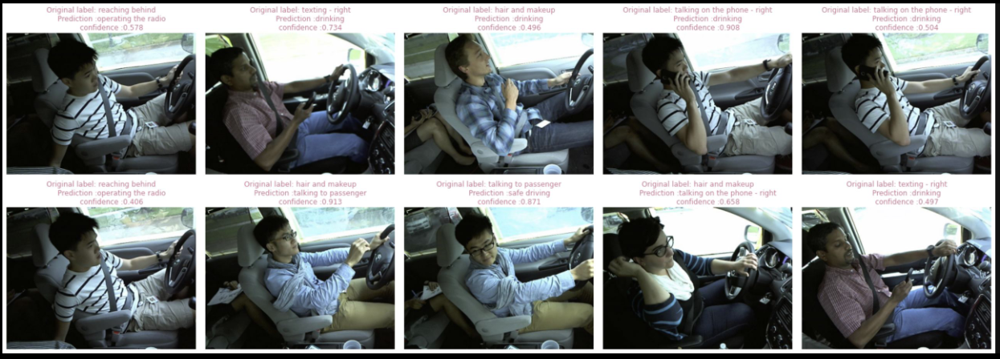 Original label: reaching behind
Prediction :operating the radio
confidence :0.578
Original label: texting - right
Prediction :drinking
confidence :0.734
Original label: hair and makeup
Prediction :drinking
confidence :0.496
Original label: talking on the phone - right
Prediction :drinking
confidence :0.908
Original label: talking on the phone - right
Prediction :drinking
confidence :0.504
Original label: reaching behind
Prediction :operating the radio
confidence :0.406
Original label: hair and makeup
Prediction :talking to passenger
confidence :0.913
Original label: talking to passenger
Prediction :safe driving
confidence :0.871
Original label: hair and makeup
Prediction :talking on the phone - right
confidence :0.658
Original label: texting - right
Prediction :drinking
confidence :0.497